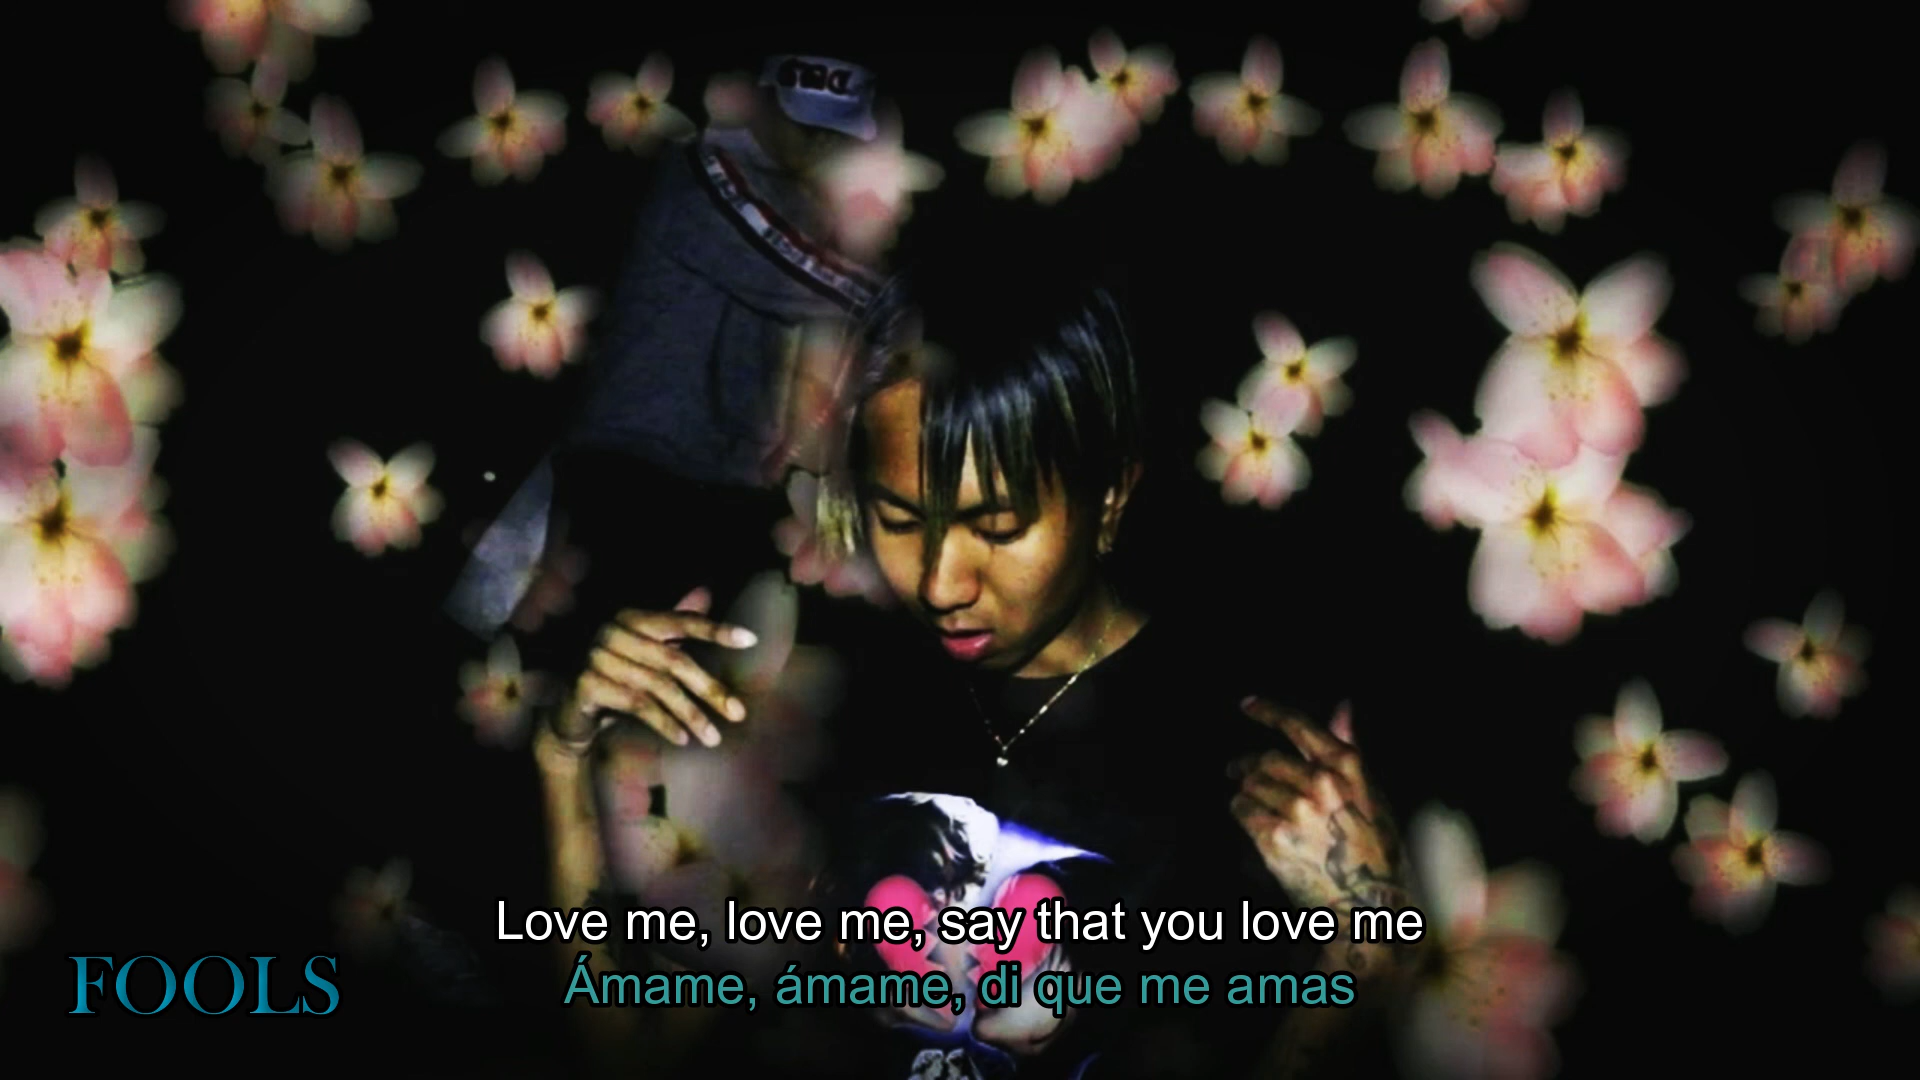 Love me, love me, say that you love me
Ámame, ámame, di que me amas
FOOLS